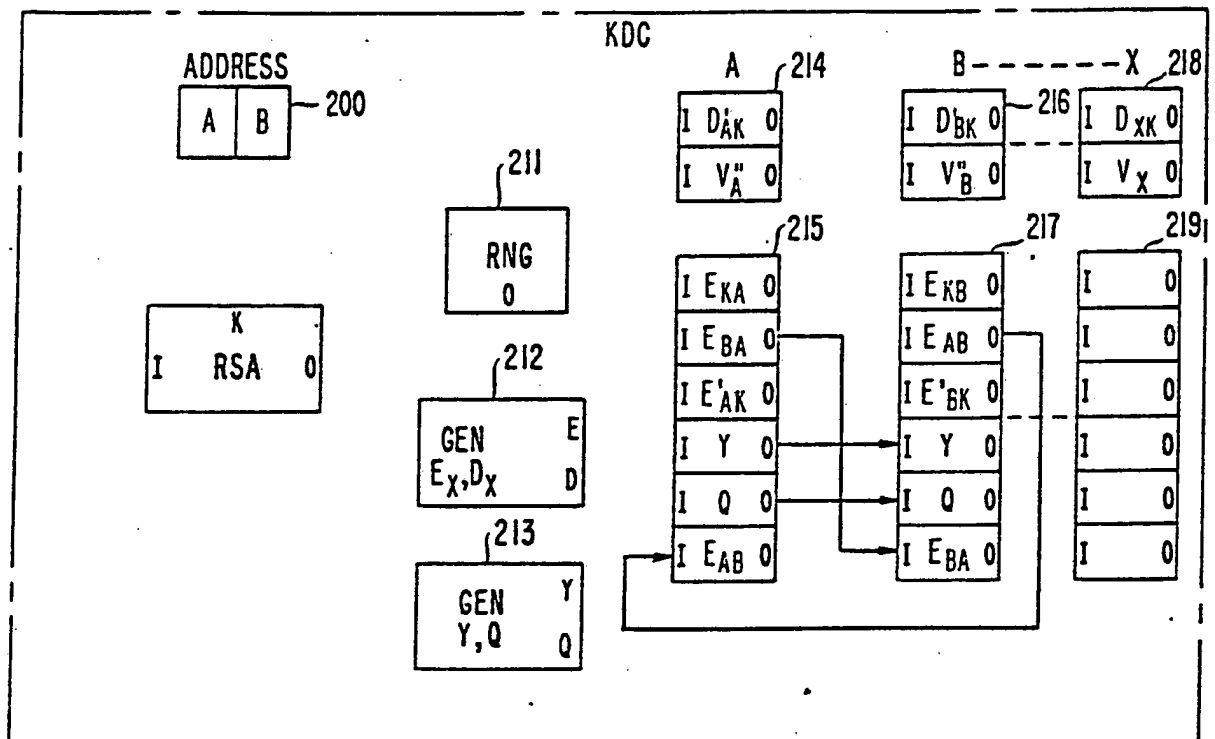 KDC
ADDRESS
A B
200
A
214
B
X
218
I D'AK O
I V"A O
216
I D'BK O
I V"B O
I DXK O
I VX O
211
RNG
O
K
I RSA O
212
GEN
EX,DX
E
D
213
GEN
Y,Q
Y
Q
215
I EKA O
I EBA O
I E'AK O
I Y O
I Q O
I EAB O
217
I EKB O
I EAB O
I E'BK O
I Y O
I Q O
I EBA O
219
I O
I O
I O
I O
I O
I O